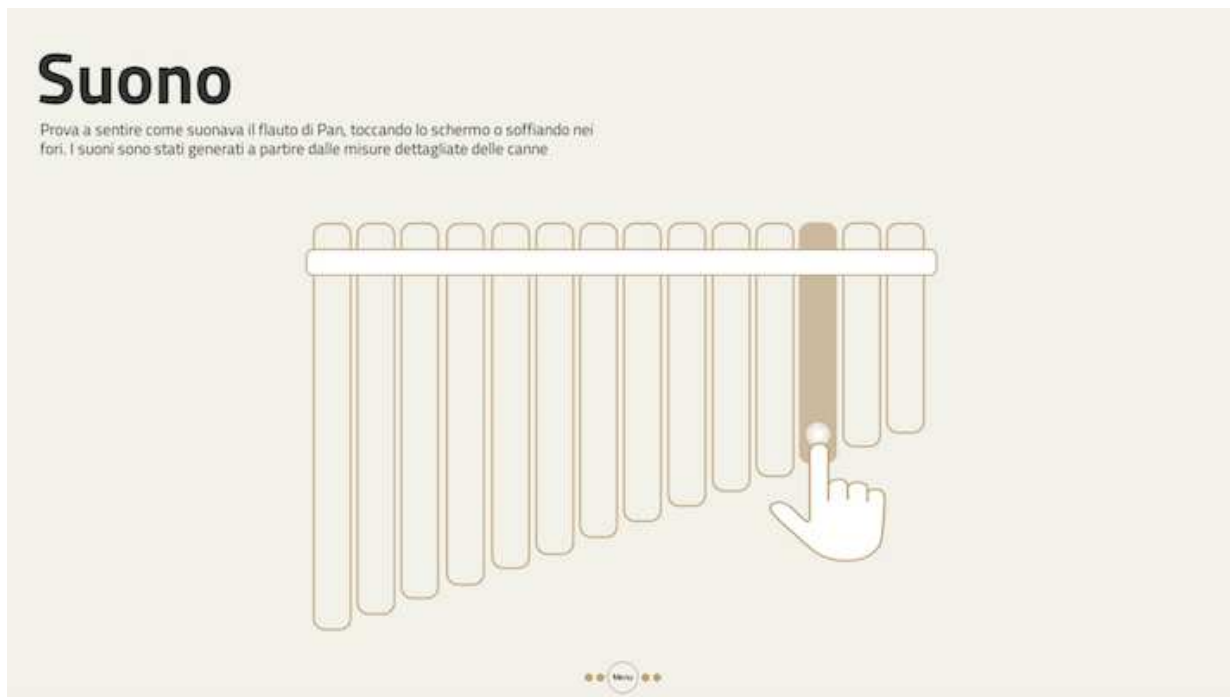 Suono
Prova a sentire come suonava il flauto di Pan, toccando lo schermo o soffiando nei
fori. I suoni sono stati generati a partire dalle misure dettagliate delle canne
Menu